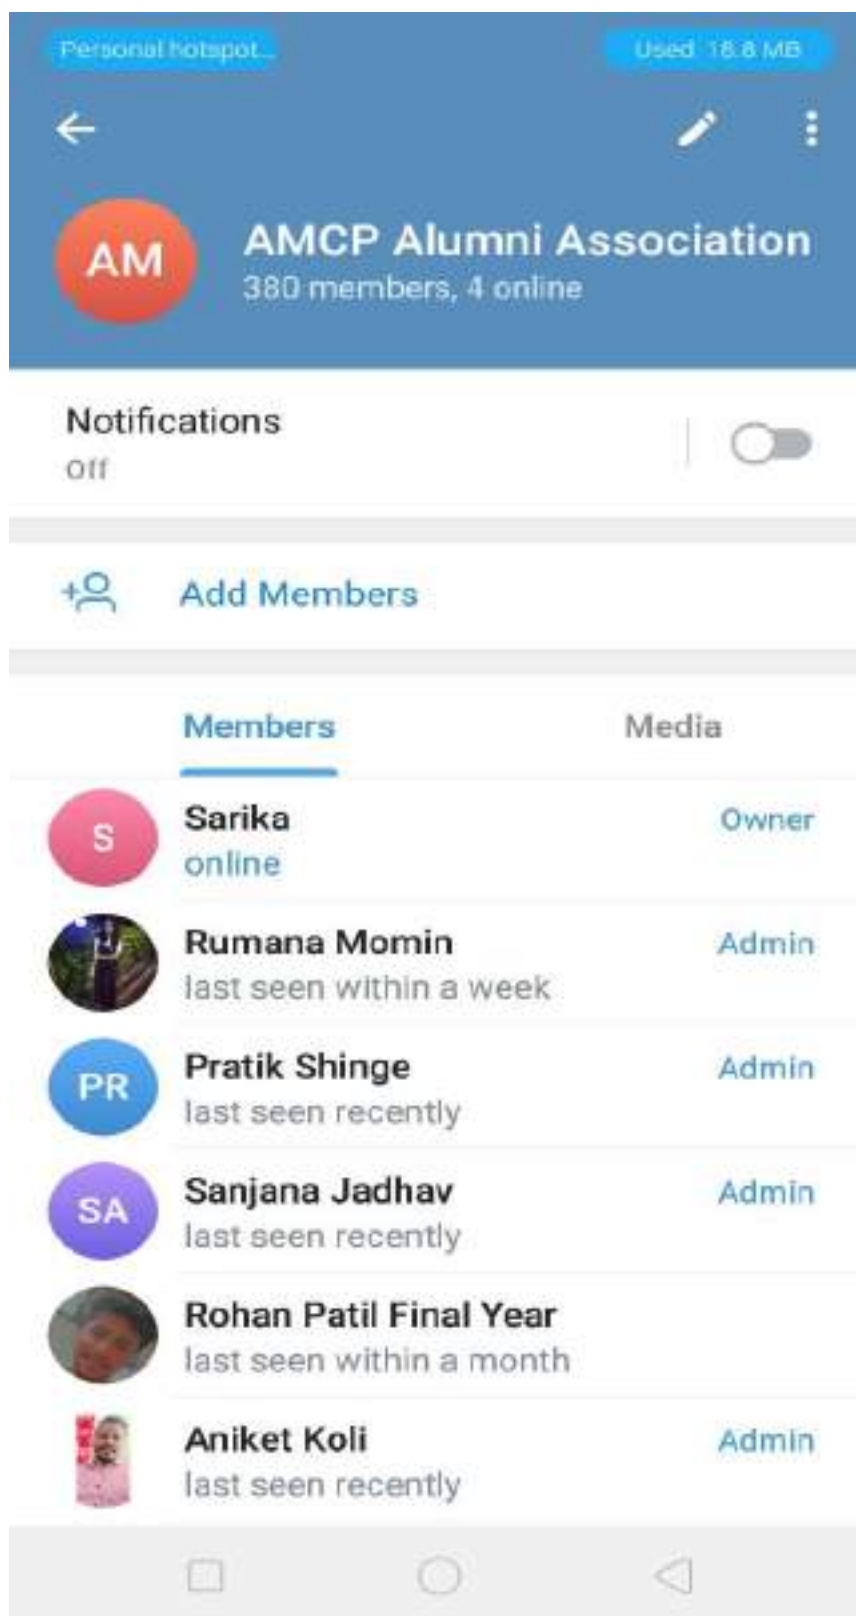 Personal hotspot... Used 18.8 MB
AM
AMCP Alumni Association
380 members, 4 online
Notifications
Off
Add Members
Members Media
S
Sarika Owner
online
Rumana Momin Admin
last seen within a week
PR
Pratik Shinge Admin
last seen recently
SA
Sanjana Jadhav Admin
last seen recently
Rohan Patil Final Year
last seen within a month
Aniket Koli Admin
last seen recently